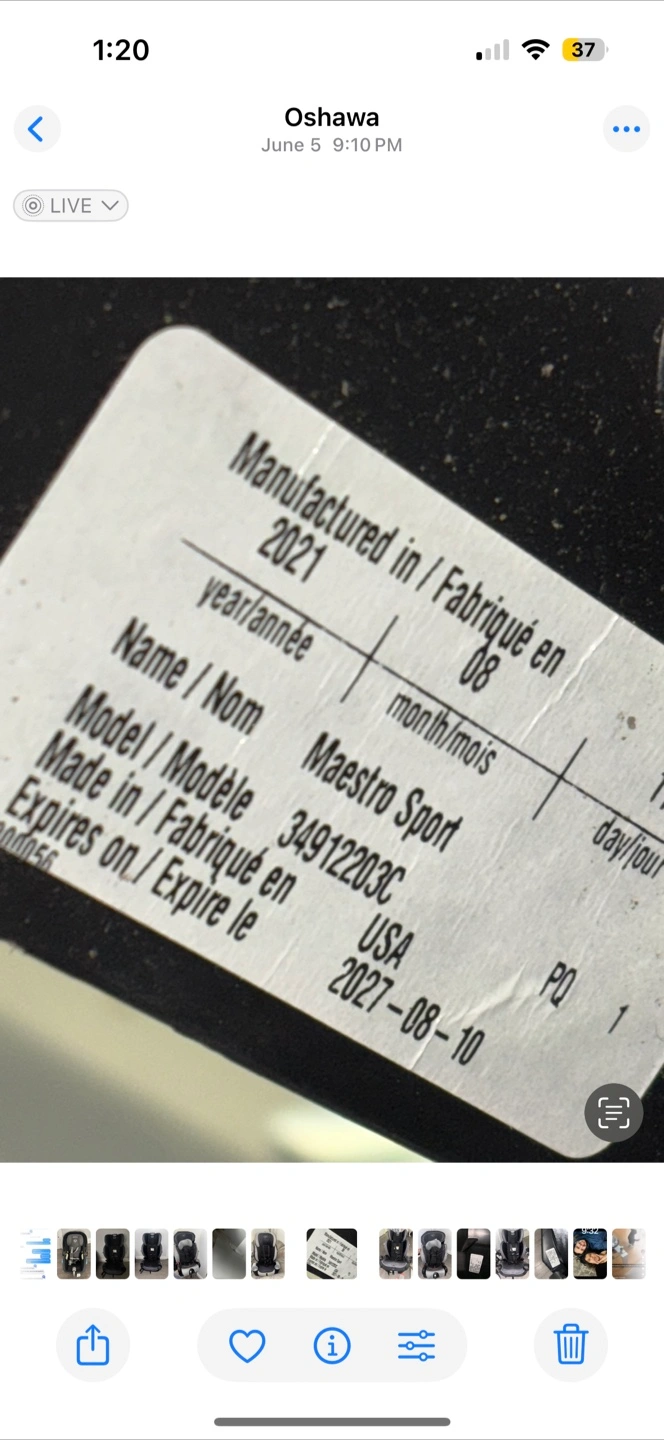 1:20
37
Oshawa
June 5 9:10 PM
LIVE
Manufactured in / Fabriqué en
2021 08 1
year/année month/mois day/jour
Name / Nom Maestro Sport
Model / Modèle 34912203C
Made in / Fabriqué en USA PQ 1
Expires on / Expire le 2027-08-10